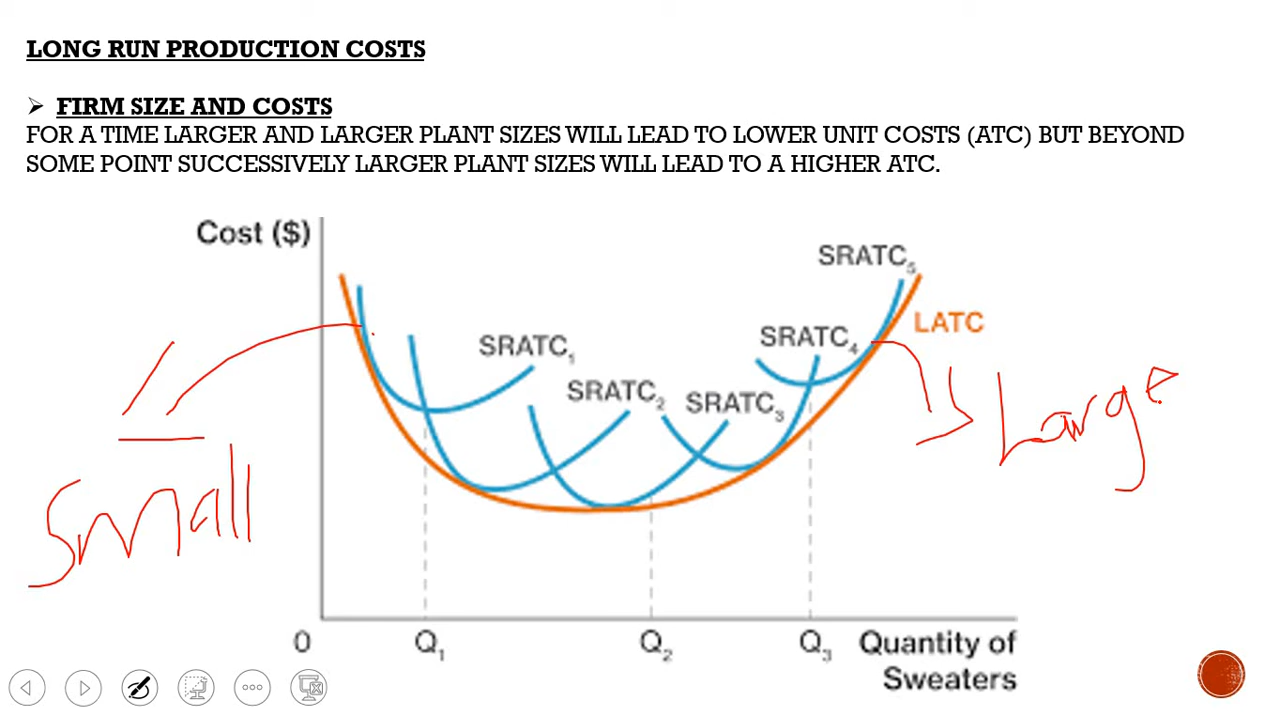 LONG RUN PRODUCTION COSTS
➢ FIRM SIZE AND COSTS
FOR A TIME LARGER AND LARGER PLANT SIZES WILL LEAD TO LOWER UNIT COSTS (ATC) BUT BEYOND
SOME POINT SUCCESSIVELY LARGER PLANT SIZES WILL LEAD TO A HIGHER ATC.
Cost ($)
SRATC₅
LATC
SRATC₄
SRATC₁
SRATC₂
SRATC₃
Large
Small
0
Q₁
Q₂
Q₃
Quantity of
Sweaters